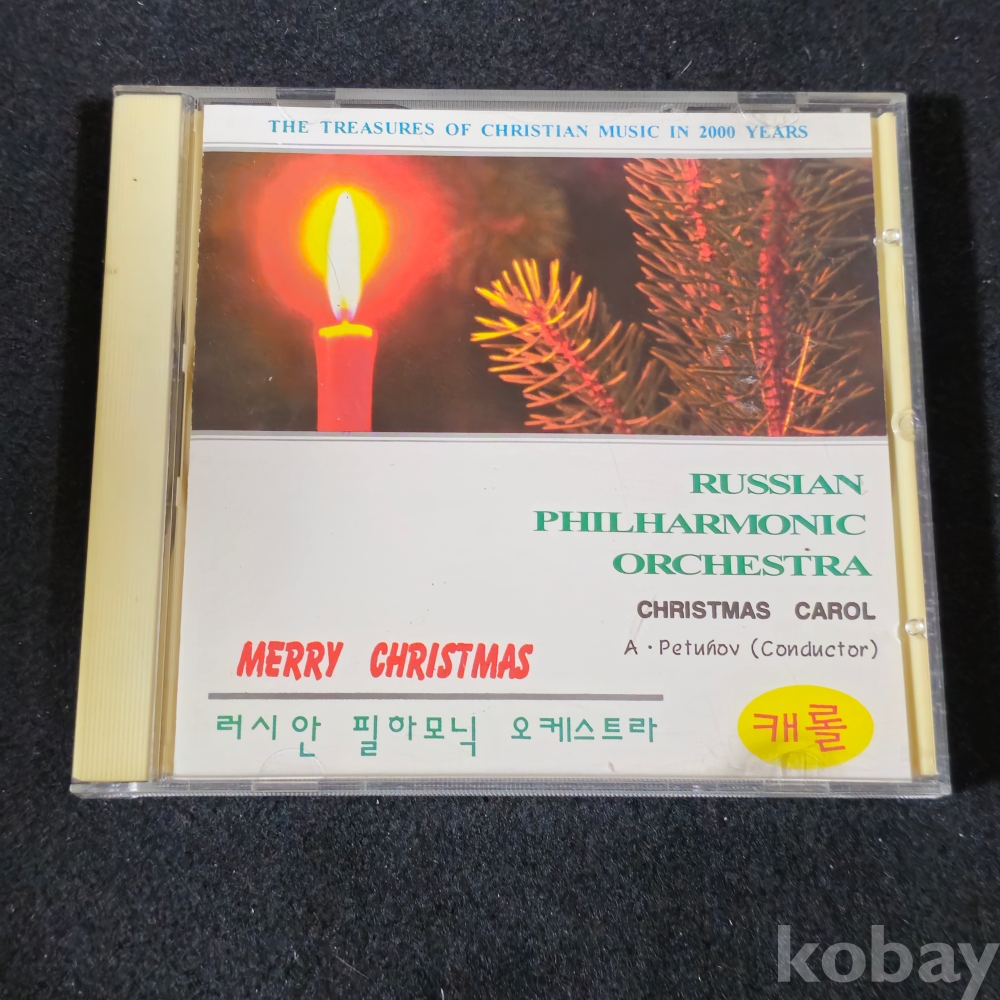 THE TREASURES OF CHRISTIAN MUSIC IN 2000 YEARS
RUSSIAN
PHILHARMONIC
ORCHESTRA
CHRISTMAS CAROL
A·Petuńov (Conductor)
MERRY CHRISTMAS
러시안 필하모닉 오케스트라
캐롤
kobay